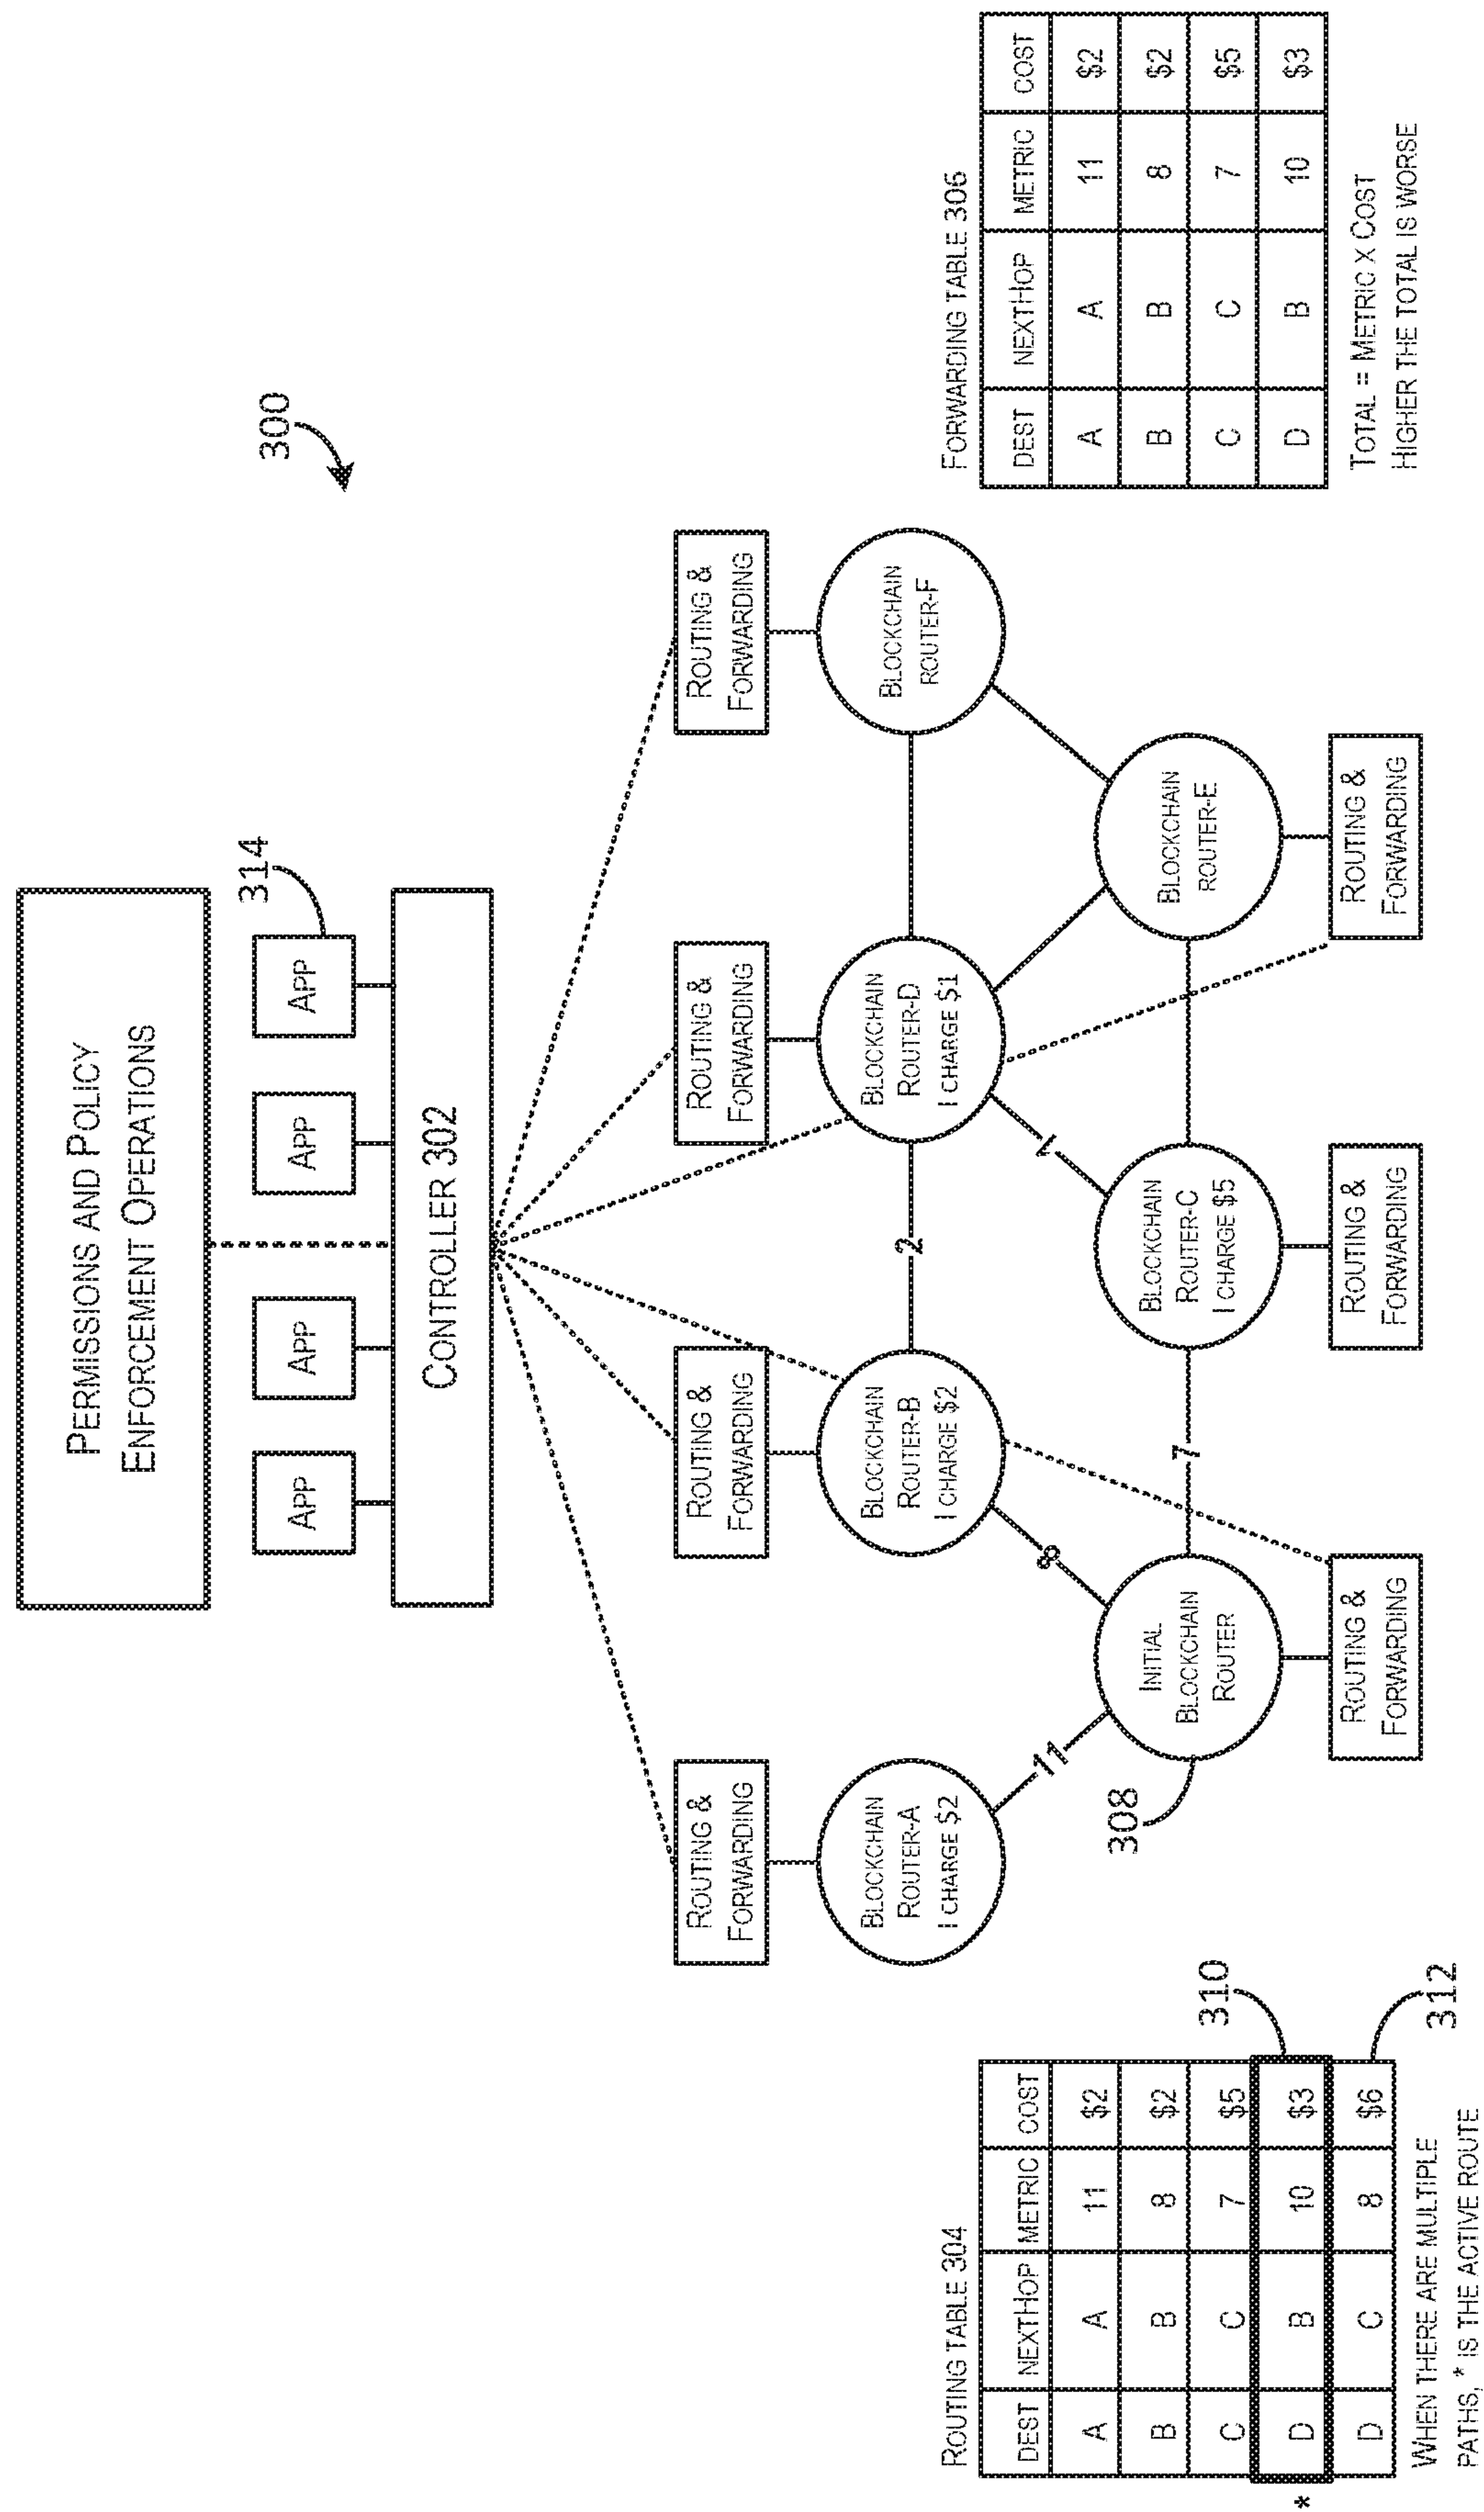 300
PERMISSIONS AND POLICY
ENFORCEMENT OPERATIONS
APP
APP
APP
APP
314
CONTROLLER 302
ROUTING &
FORWARDING
ROUTING &
FORWARDING
ROUTING &
FORWARDING
ROUTING &
FORWARDING
BLOCKCHAIN
ROUTER-A
I CHARGE $2
BLOCKCHAIN
ROUTER-B
I CHARGE $2
BLOCKCHAIN
ROUTER-D
I CHARGE $1
BLOCKCHAIN
ROUTER-F
2
11
8
1
308
INITIAL
BLOCKCHAIN
ROUTER
7
BLOCKCHAIN
ROUTER-C
I CHARGE $5
BLOCKCHAIN
ROUTER-E
ROUTING &
FORWARDING
ROUTING &
FORWARDING
ROUTING &
FORWARDING
ROUTING TABLE 304
DEST NEXTHOP METRIC COST
A A 11 $2
B B 8 $2
C C 7 $5
* D B 10 $3
D C 8 $6
310
312
WHEN THERE ARE MULTIPLE
PATHS, * IS THE ACTIVE ROUTE
FORWARDING TABLE 306
DEST NEXTHOP METRIC COST
A A 11 $2
B B 8 $2
C C 7 $5
D B 10 $3
TOTAL = METRIC X COST
HIGHER THE TOTAL IS WORSE